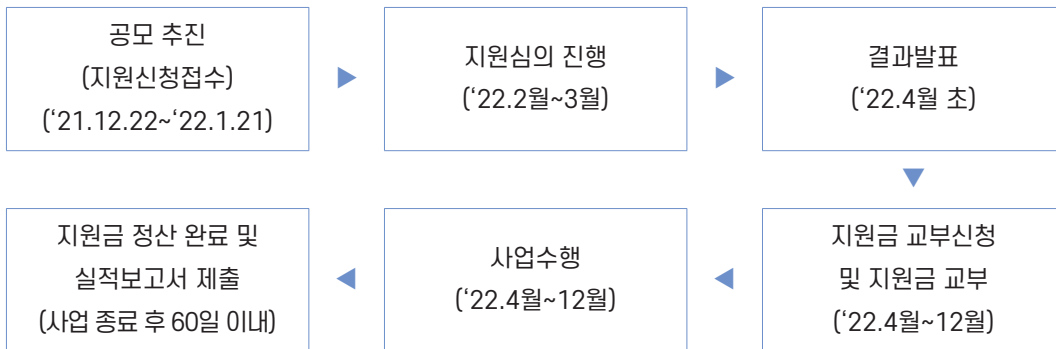 공모 추진
(지원신청접수)
(‘21.12.22~‘22.1.21)
지원심의 진행
(‘22.2월~3월)
결과발표
(‘22.4월 초)
지원금 교부신청
및 지원금 교부
(‘22.4월~12월)
사업수행
(‘22.4월~12월)
지원금 정산 완료 및
실적보고서 제출
(사업 종료 후 60일 이내)